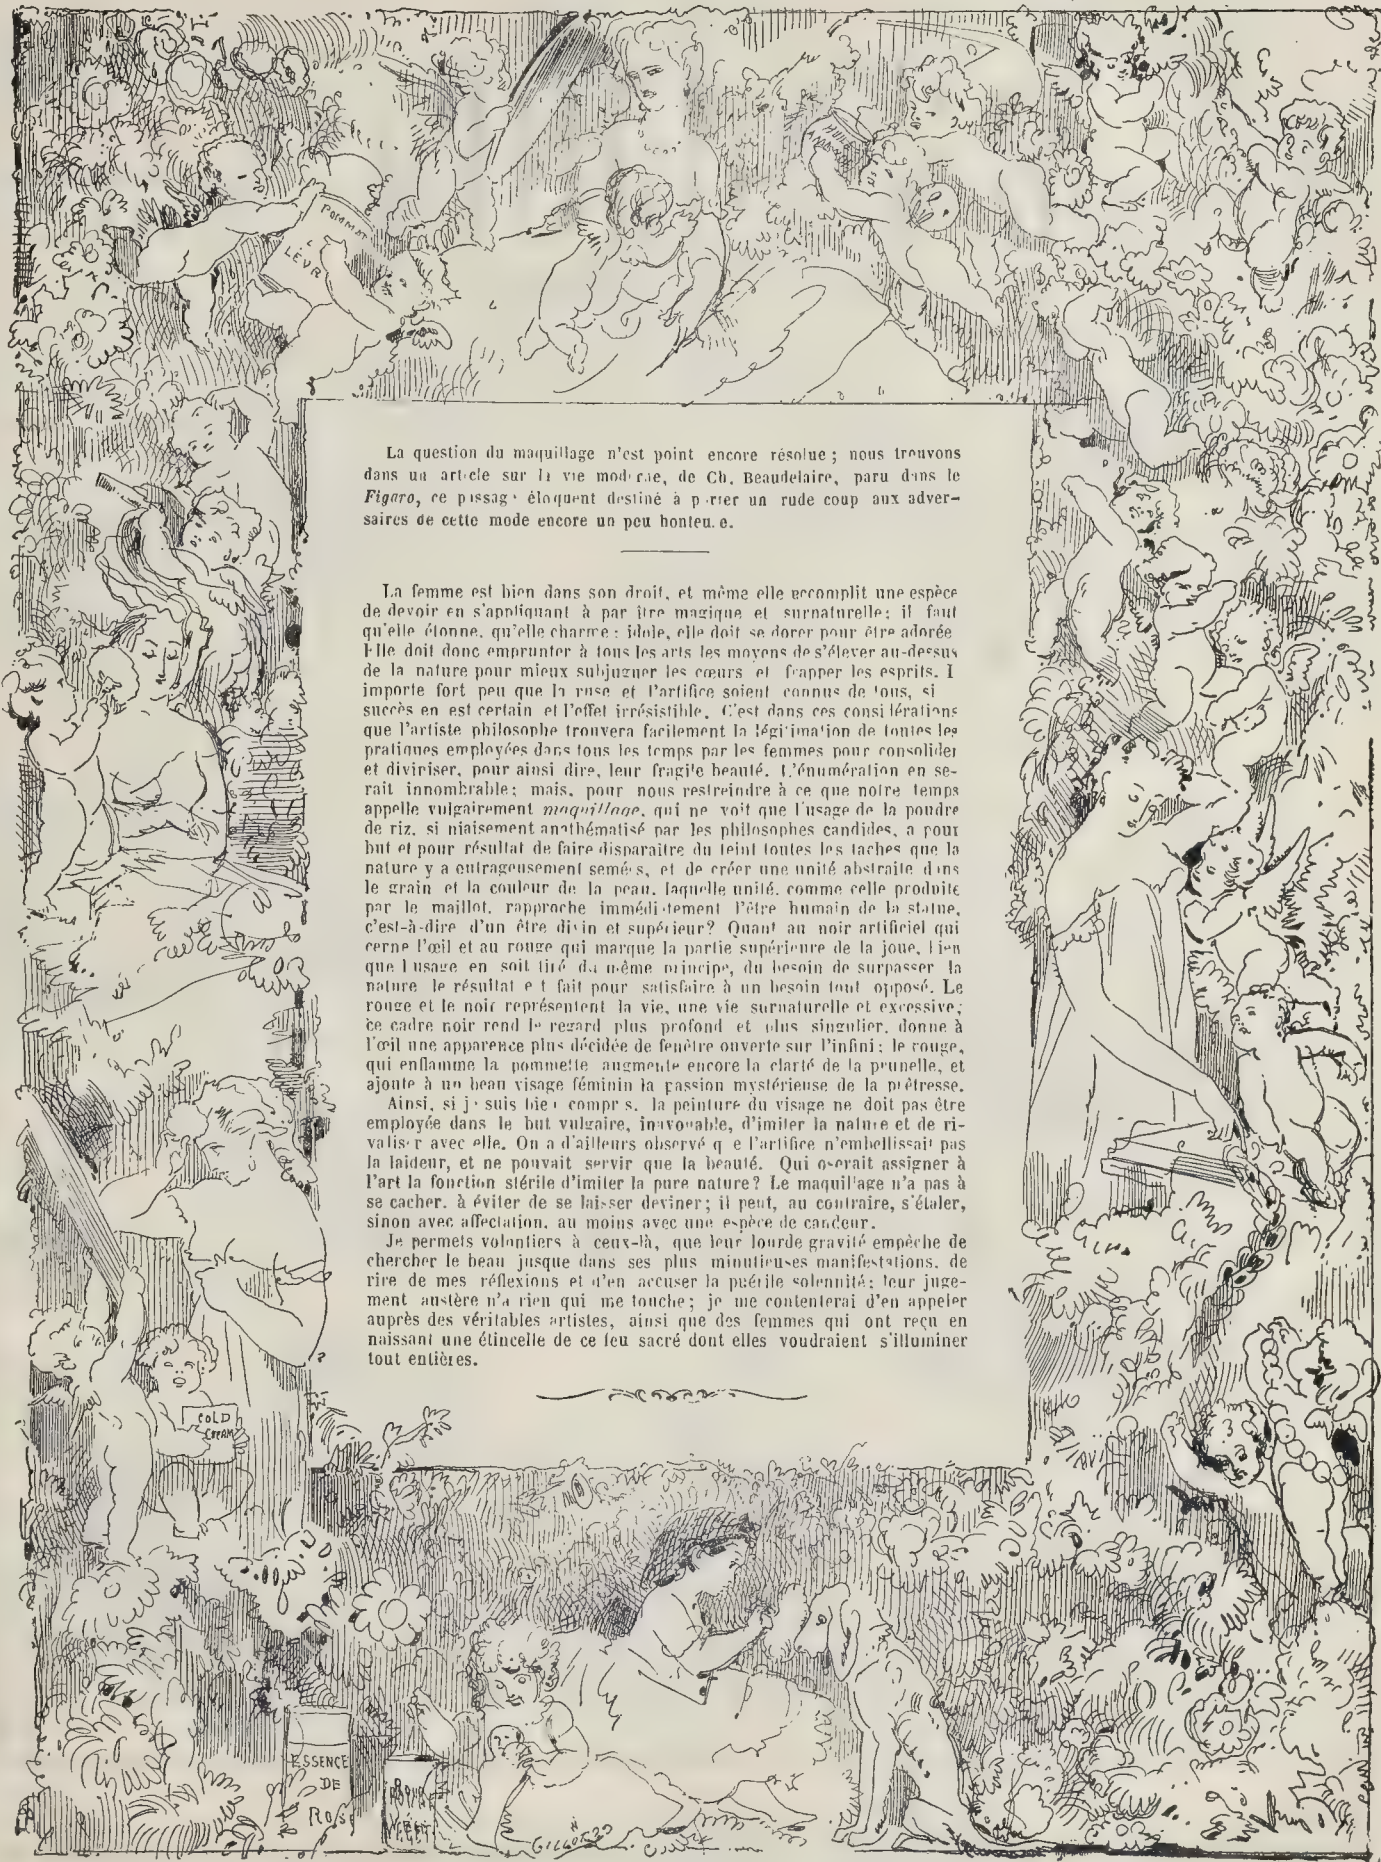 POMM
LEVR
HUILE
La question du maquillage n'est point encore résolue ; nous trouvons
dans un article sur la vie moderne, de Ch. Beaudelaire, paru dans le
Figaro, ce passage éloquent destiné à porter un rude coup aux adver-
saires de cette mode encore un peu honteuse.
La femme est bien dans son droit, et même elle accomplit une espèce
de devoir en s'appliquant à paraître magique et surnaturelle; il faut
qu'elle étonne, qu'elle charme : idole, elle doit se dorer pour être adorée
Elle doit donc emprunter à tous les arts les moyens de s'élever au-dessus
de la nature pour mieux subjuguer les cœurs et frapper les esprits. I
importe fort peu que la ruse et l'artifice soient connus de tous, si
succès en est certain et l'effet irrésistible. C'est dans ces considérations
que l'artiste philosophe trouvera facilement la légitimation de toutes les
pratiques employées dans tous les temps par les femmes pour consolider
et diviriser, pour ainsi dire, leur fragile beauté. L'énumération en se-
rait innombrable; mais, pour nous restreindre à ce que notre temps
appelle vulgairement maquillage, qui ne voit que l'usage de la poudre
de riz, si niaisement anathématisé par les philosophes candides, a pour
but et pour résultat de faire disparaître du teint toutes les taches que la
nature y a outrageusement semées, et de créer une unité abstraite dans
le grain et la couleur de la peau, laquelle unité, comme celle produite
par le maillot, rapproche immédiatement l'être humain de la statue,
c'est-à-dire d'un être divin et supérieur? Quant au noir artificiel qui
cerne l'œil et au rouge qui marque la partie supérieure de la joue, bien
que l'usage en soit tiré du même principe, du besoin de surpasser la
nature le résultat est fait pour satisfaire à un besoin tout opposé. Le
rouge et le noir représentent la vie, une vie surnaturelle et excessive;
ce cadre noir rend le regard plus profond et plus singulier, donne à
l'œil une apparence plus décidée de fenêtre ouverte sur l'infini; le rouge,
qui enflamme la pommette augmente encore la clarté de la prunelle, et
ajoute à un beau visage féminin la passion mystérieuse de la prêtresse.
Ainsi, si je suis bien compris, la peinture du visage ne doit pas être
employée dans le but vulgaire, inavouable, d'imiter la nature et de ri-
valiser avec elle. On a d'ailleurs observé que l'artifice n'embellissait pas
la laideur, et ne pouvait servir que la beauté. Qui oserait assigner à
l'art la fonction stérile d'imiter la pure nature? Le maquillage n'a pas à
se cacher, à éviter de se laisser deviner; il peut, au contraire, s'étaler,
sinon avec affectation, au moins avec une espèce de candeur.
Je permets volontiers à ceux-là, que leur lourde gravité empêche de
chercher le beau jusque dans ses plus minutieuses manifestations, de
rire de mes réflexions et d'en accuser la puérile solennité; leur juge-
ment austère n'a rien qui me touche; je me contenterai d'en appeler
auprès des véritables artistes, ainsi que des femmes qui ont reçu en
naissant une étincelle de ce feu sacré dont elles voudraient s'illuminer
tout entières.
COLD
CREAM
ESSENCE
DE
ROS